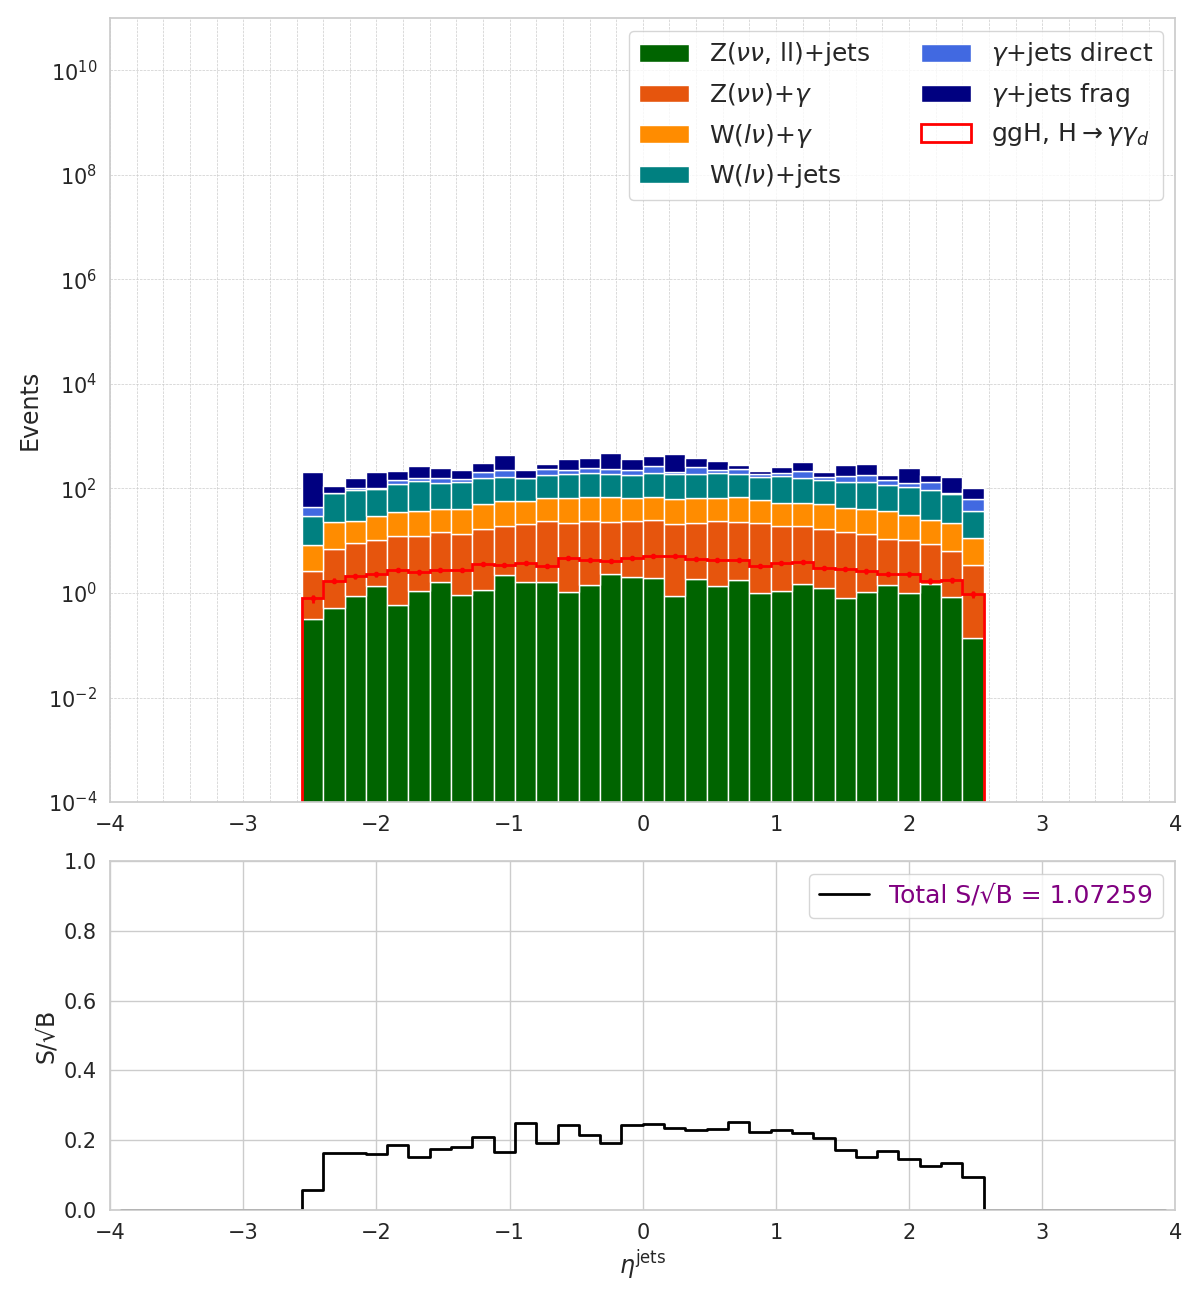 Z(νν, ll)+jets
Z(νν)+γ
W(lν)+γ
W(lν)+jets
γ+jets direct
γ+jets frag
ggH, H→γγ_d
Events
10^10
10^8
10^6
10^4
10^2
10^0
10^−2
10^−4
−4 −3 −2 −1 0 1 2 3 4
Total S/√B = 1.07259
S/√B
1.0
0.8
0.6
0.4
0.2
0.0
−4 −3 −2 −1 0 1 2 3 4
η^jets